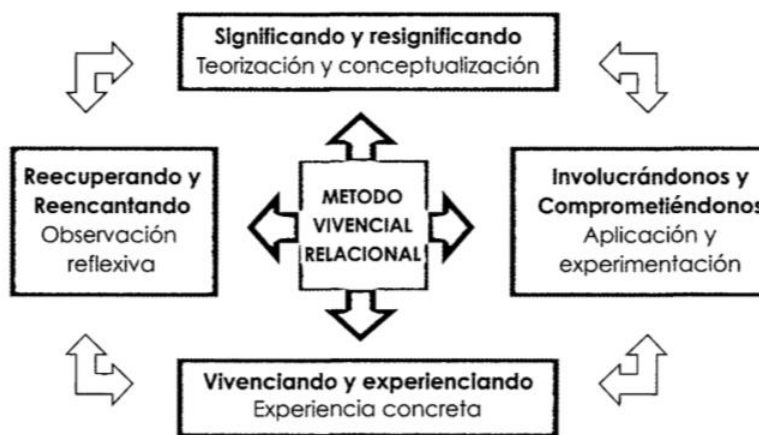 Significando y resignificando
Teorización y conceptualización
Reecuperando y
Reencantando
Observación
reflexiva
METODO
VIVENCIAL
RELACIONAL
Involucrándonos y
Comprometiéndonos
Aplicación y
experimentación
Vivenciando y experienciando
Experiencia concreta